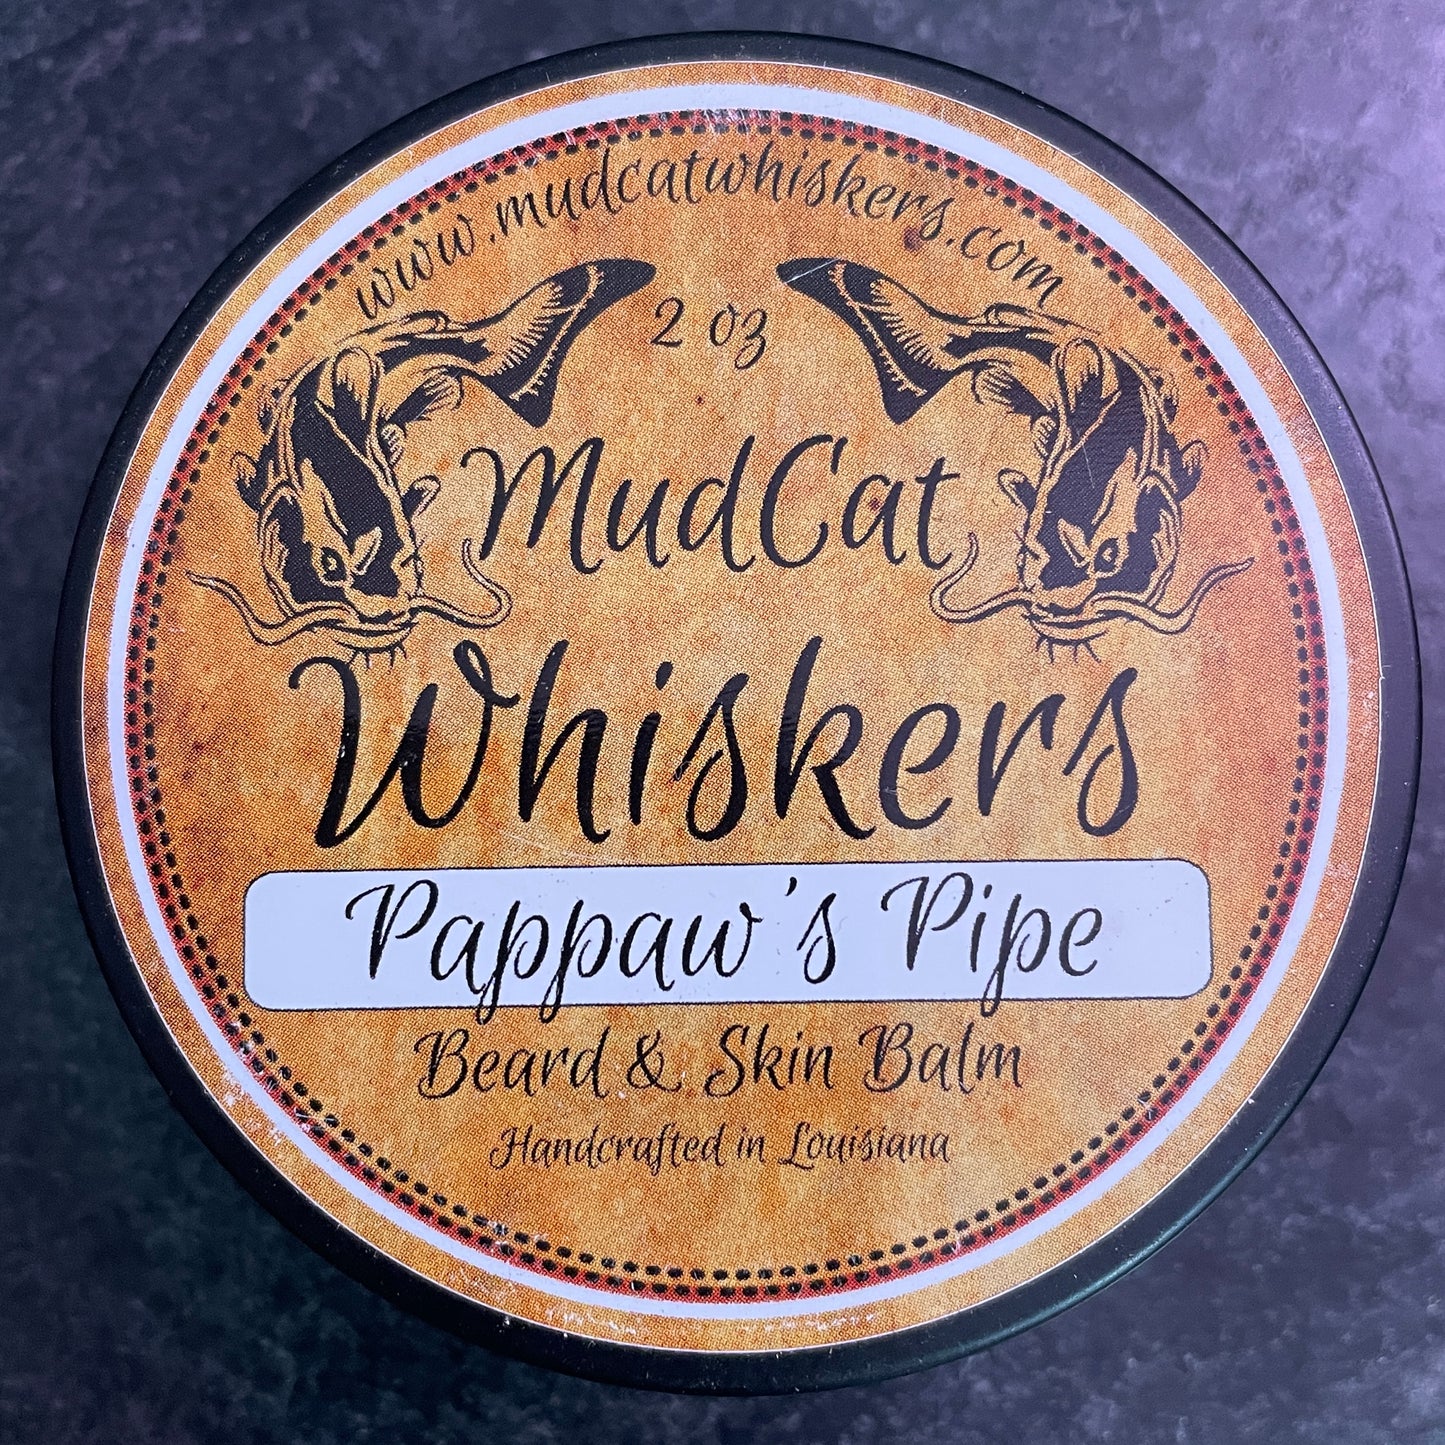 www.mudcatwhiskers.com
2 oz
MudCat
Whiskers
Pappaw's Pipe
Beard & Skin Balm
Handcrafted in Louisiana